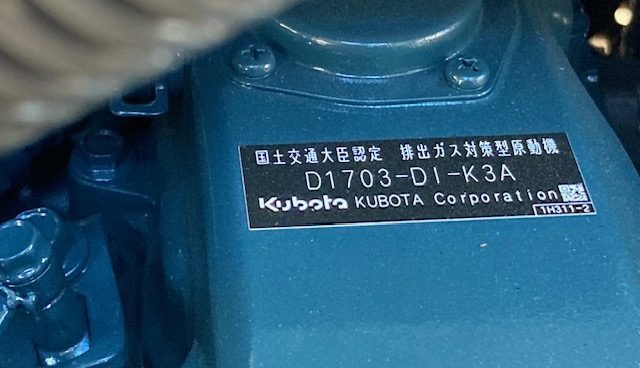 国土交通大臣認定 排出ガス対策型原動機
D1703-DI-K3A
Kubota KUBOTA Corporation
1H311-2